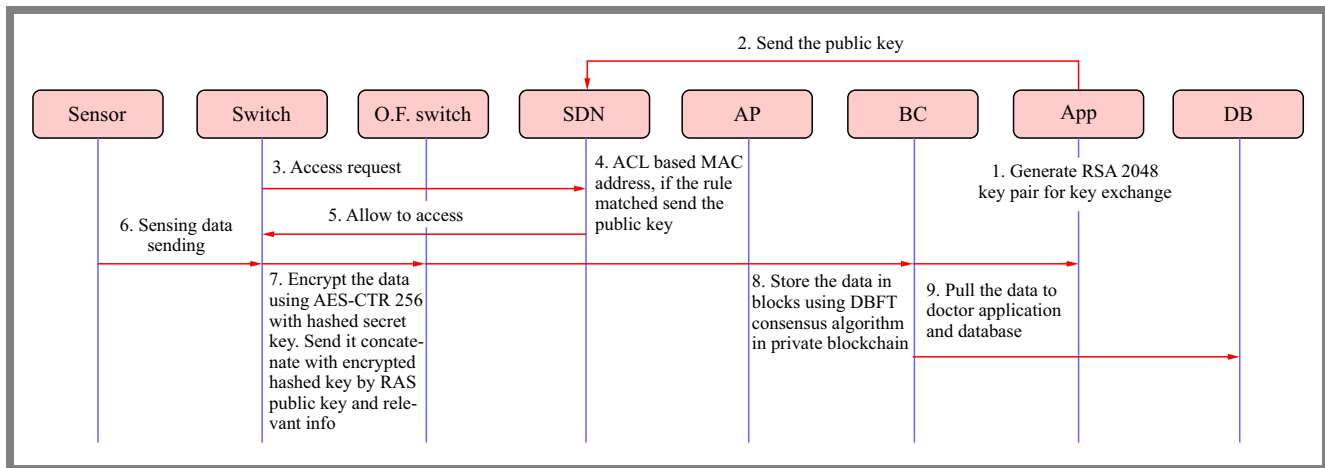 2. Send the public key
Sensor
Switch
O.F. switch
SDN
AP
BC
App
DB
1. Generate RSA 2048
key pair for key exchange
3. Access request
4. ACL based MAC
address, if the rule
matched send the
public key
5. Allow to access
6. Sensing data
sending
7. Encrypt the data
using AES-CTR 256
with hashed secret
key. Send it concate-
nate with encrypted
hashed key by RAS
public key and rele-
vant info
8. Store the data in
blocks using DBFT
consensus algorithm
in private blockchain
9. Pull the data to
doctor application
and database